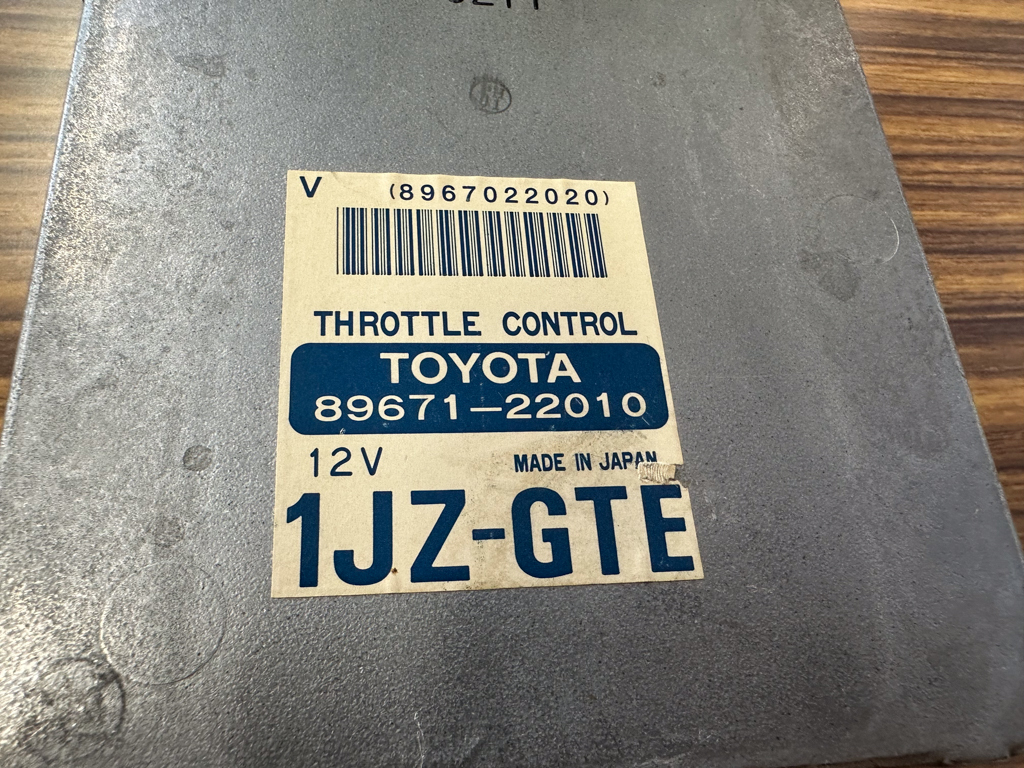 V (8967022020)
THROTTLE CONTROL
TOYOTA
89671-22010
12V MADE IN JAPAN
1JZ-GTE